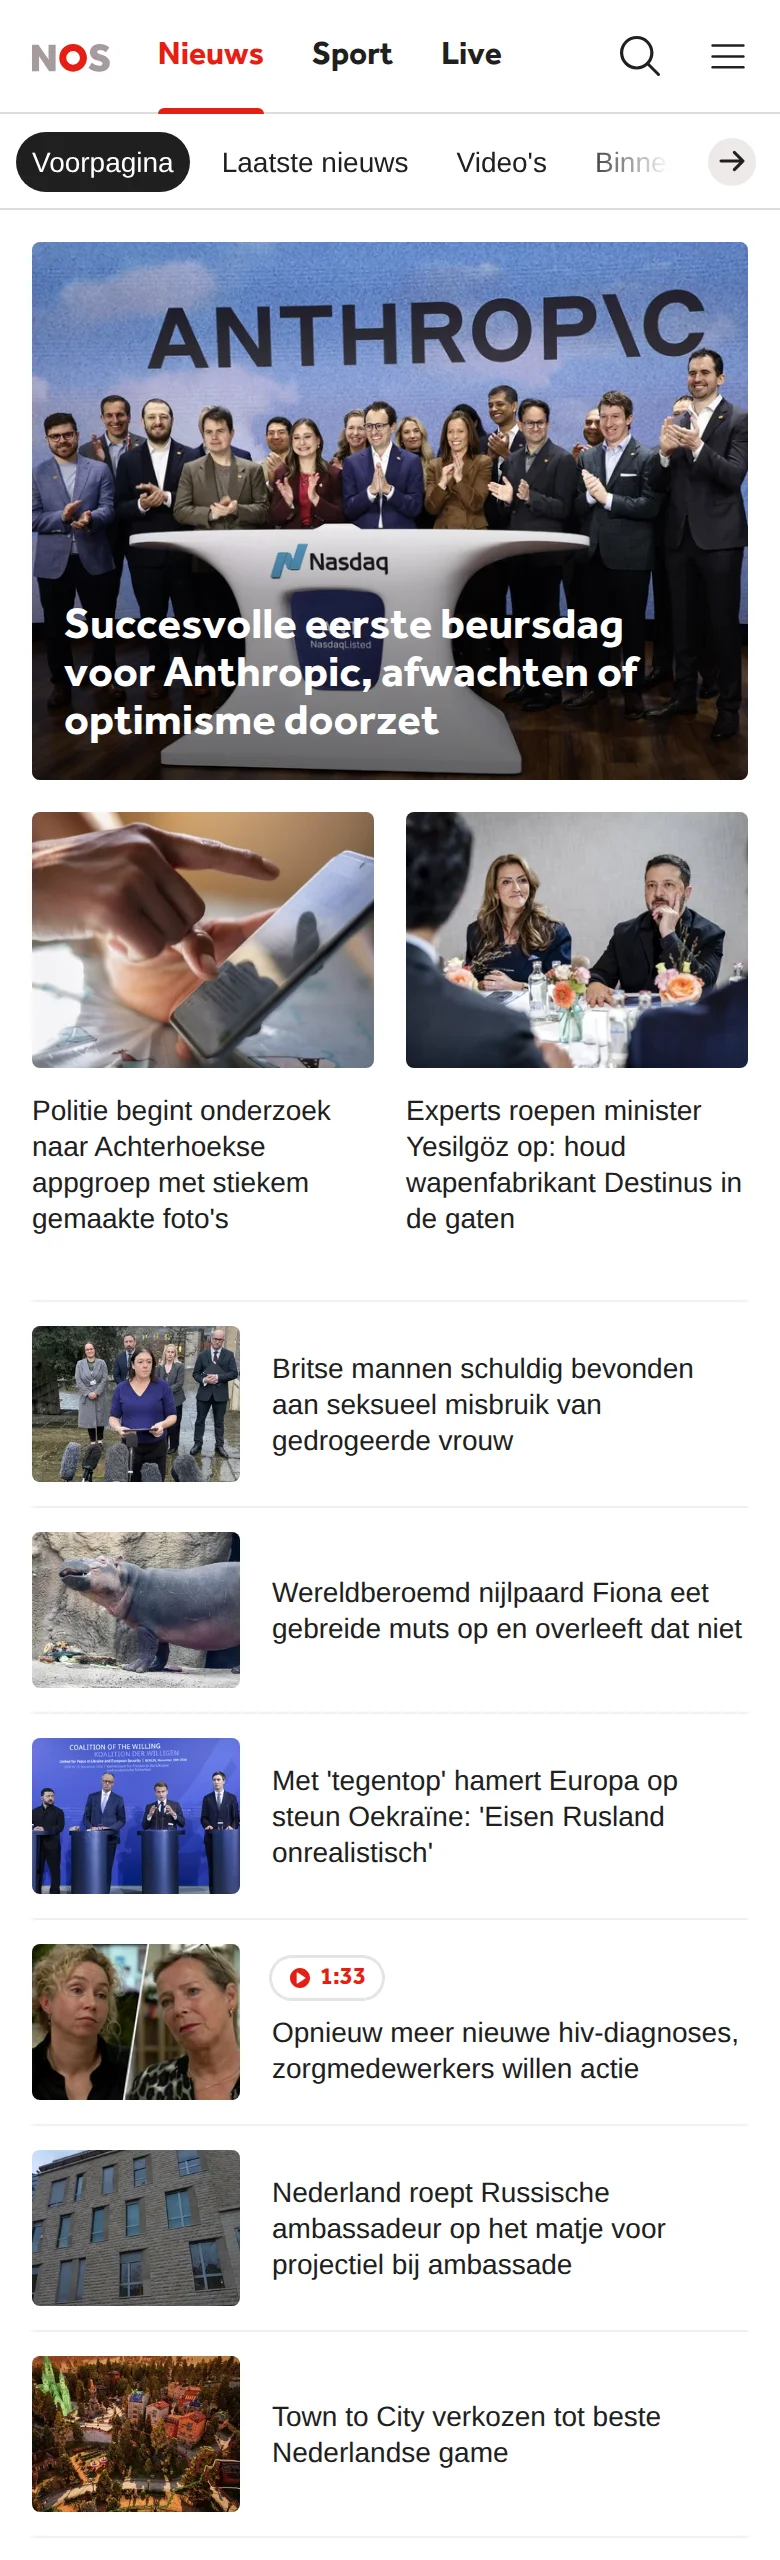 NOS
Nieuws
Sport
Live
Voorpagina
Laatste nieuws
Video's
Binne
ANTHROP\C
Nasdaq
NasdaqListed
Succesvolle eerste beursdag
voor Anthropic, afwachten of
optimisme doorzet
Politie begint onderzoek
naar Achterhoekse
appgroep met stiekem
gemaakte foto's
Experts roepen minister
Yesilgöz op: houd
wapenfabrikant Destinus in
de gaten
Britse mannen schuldig bevonden
aan seksueel misbruik van
gedrogeerde vrouw
Wereldberoemd nijlpaard Fiona eet
gebreide muts op en overleeft dat niet
COALITION OF THE WILLING
KOALITION DER WILLIGEN
Met 'tegentop' hamert Europa op
steun Oekraïne: 'Eisen Rusland
onrealistisch'
1:33
Opnieuw meer nieuwe hiv-diagnoses,
zorgmedewerkers willen actie
Nederland roept Russische
ambassadeur op het matje voor
projectiel bij ambassade
Town to City verkozen tot beste
Nederlandse game